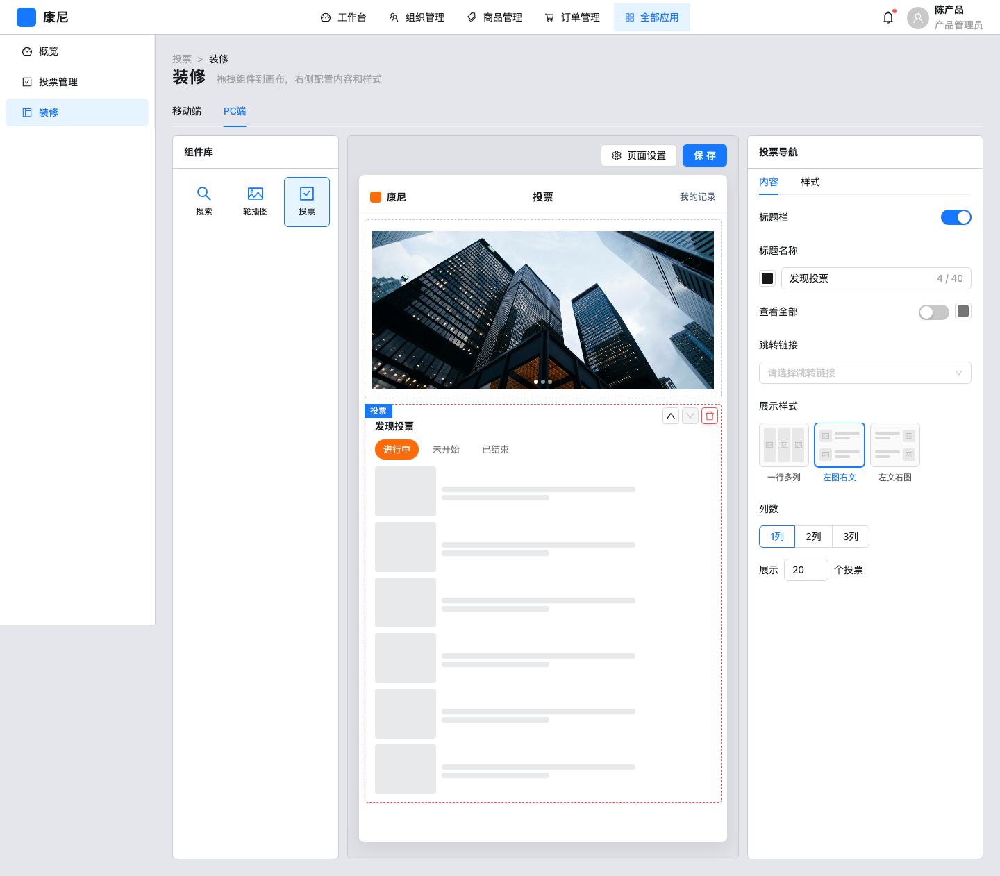 康尼
工作台
组织管理
商品管理
订单管理
全部应用
陈产品
产品管理员
概览
投票管理
装修
投票 > 装修
装修
拖拽组件到画布，右侧配置内容和样式
移动端
PC端
组件库
搜索
轮播图
投票
页面设置
保 存
康尼
投票
我的记录
投票
发现投票
进行中
未开始
已结束
投票导航
内容
样式
标题栏
标题名称
发现投票
4 / 40
查看全部
跳转链接
请选择跳转链接
展示样式
一行多列
左图右文
左文右图
列数
1列
2列
3列
展示 20 个投票